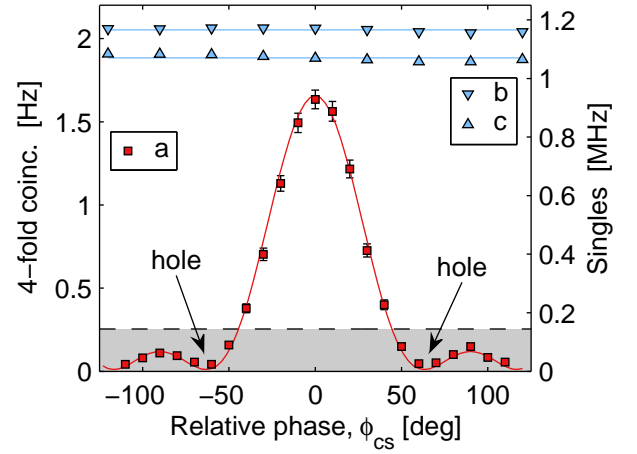 2
1.5
1
0.5
0
4−fold coinc. [Hz]
a
b
c
hole
hole
1.2
1
0.8
0.6
0.4
0.2
0
Singles [MHz]
−100 −50 0 50 100
Relative phase, ϕcs [deg]